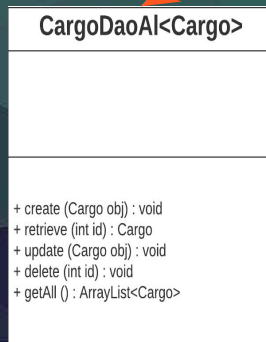 CargoDaoAl<Cargo>
+ create (Cargo obj) : void
+ retrieve (int id) : Cargo
+ update (Cargo obj) : void
+ delete (int id) : void
+ getAll () : ArrayList<Cargo>